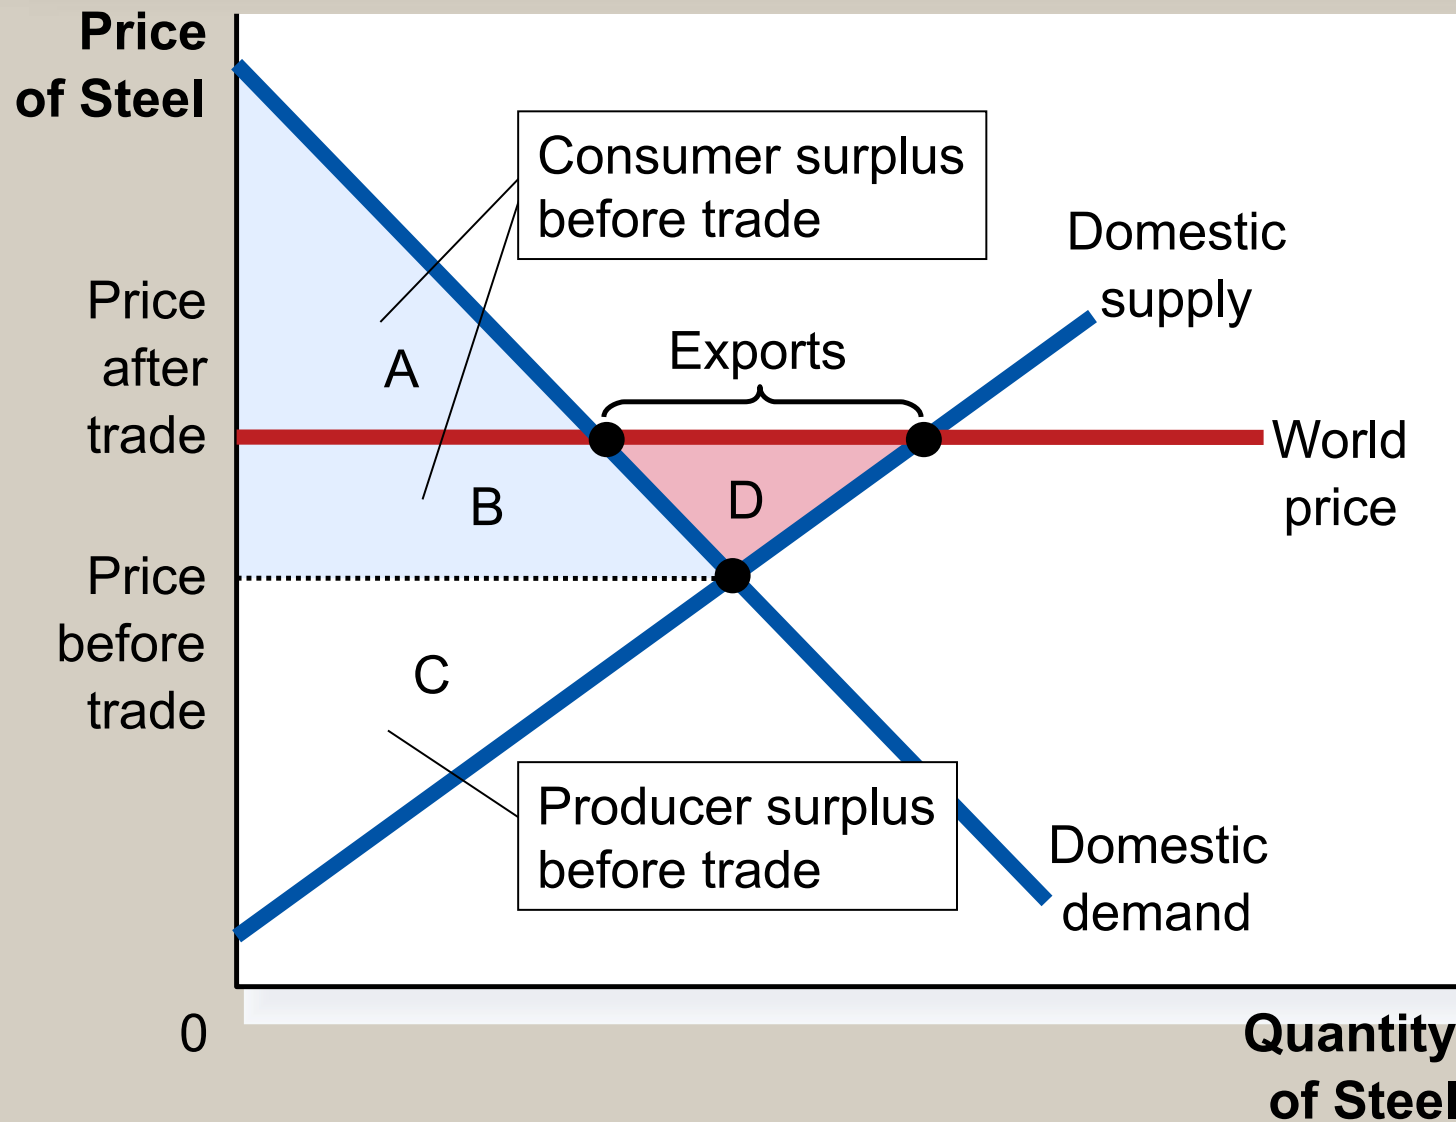 Price
of Steel
Consumer surplus
before trade
Domestic
supply
Price
after
trade
A
Exports
World
price
B
D
Price
before
trade
C
Producer surplus
before trade
Domestic
demand
0
Quantity
of Steel